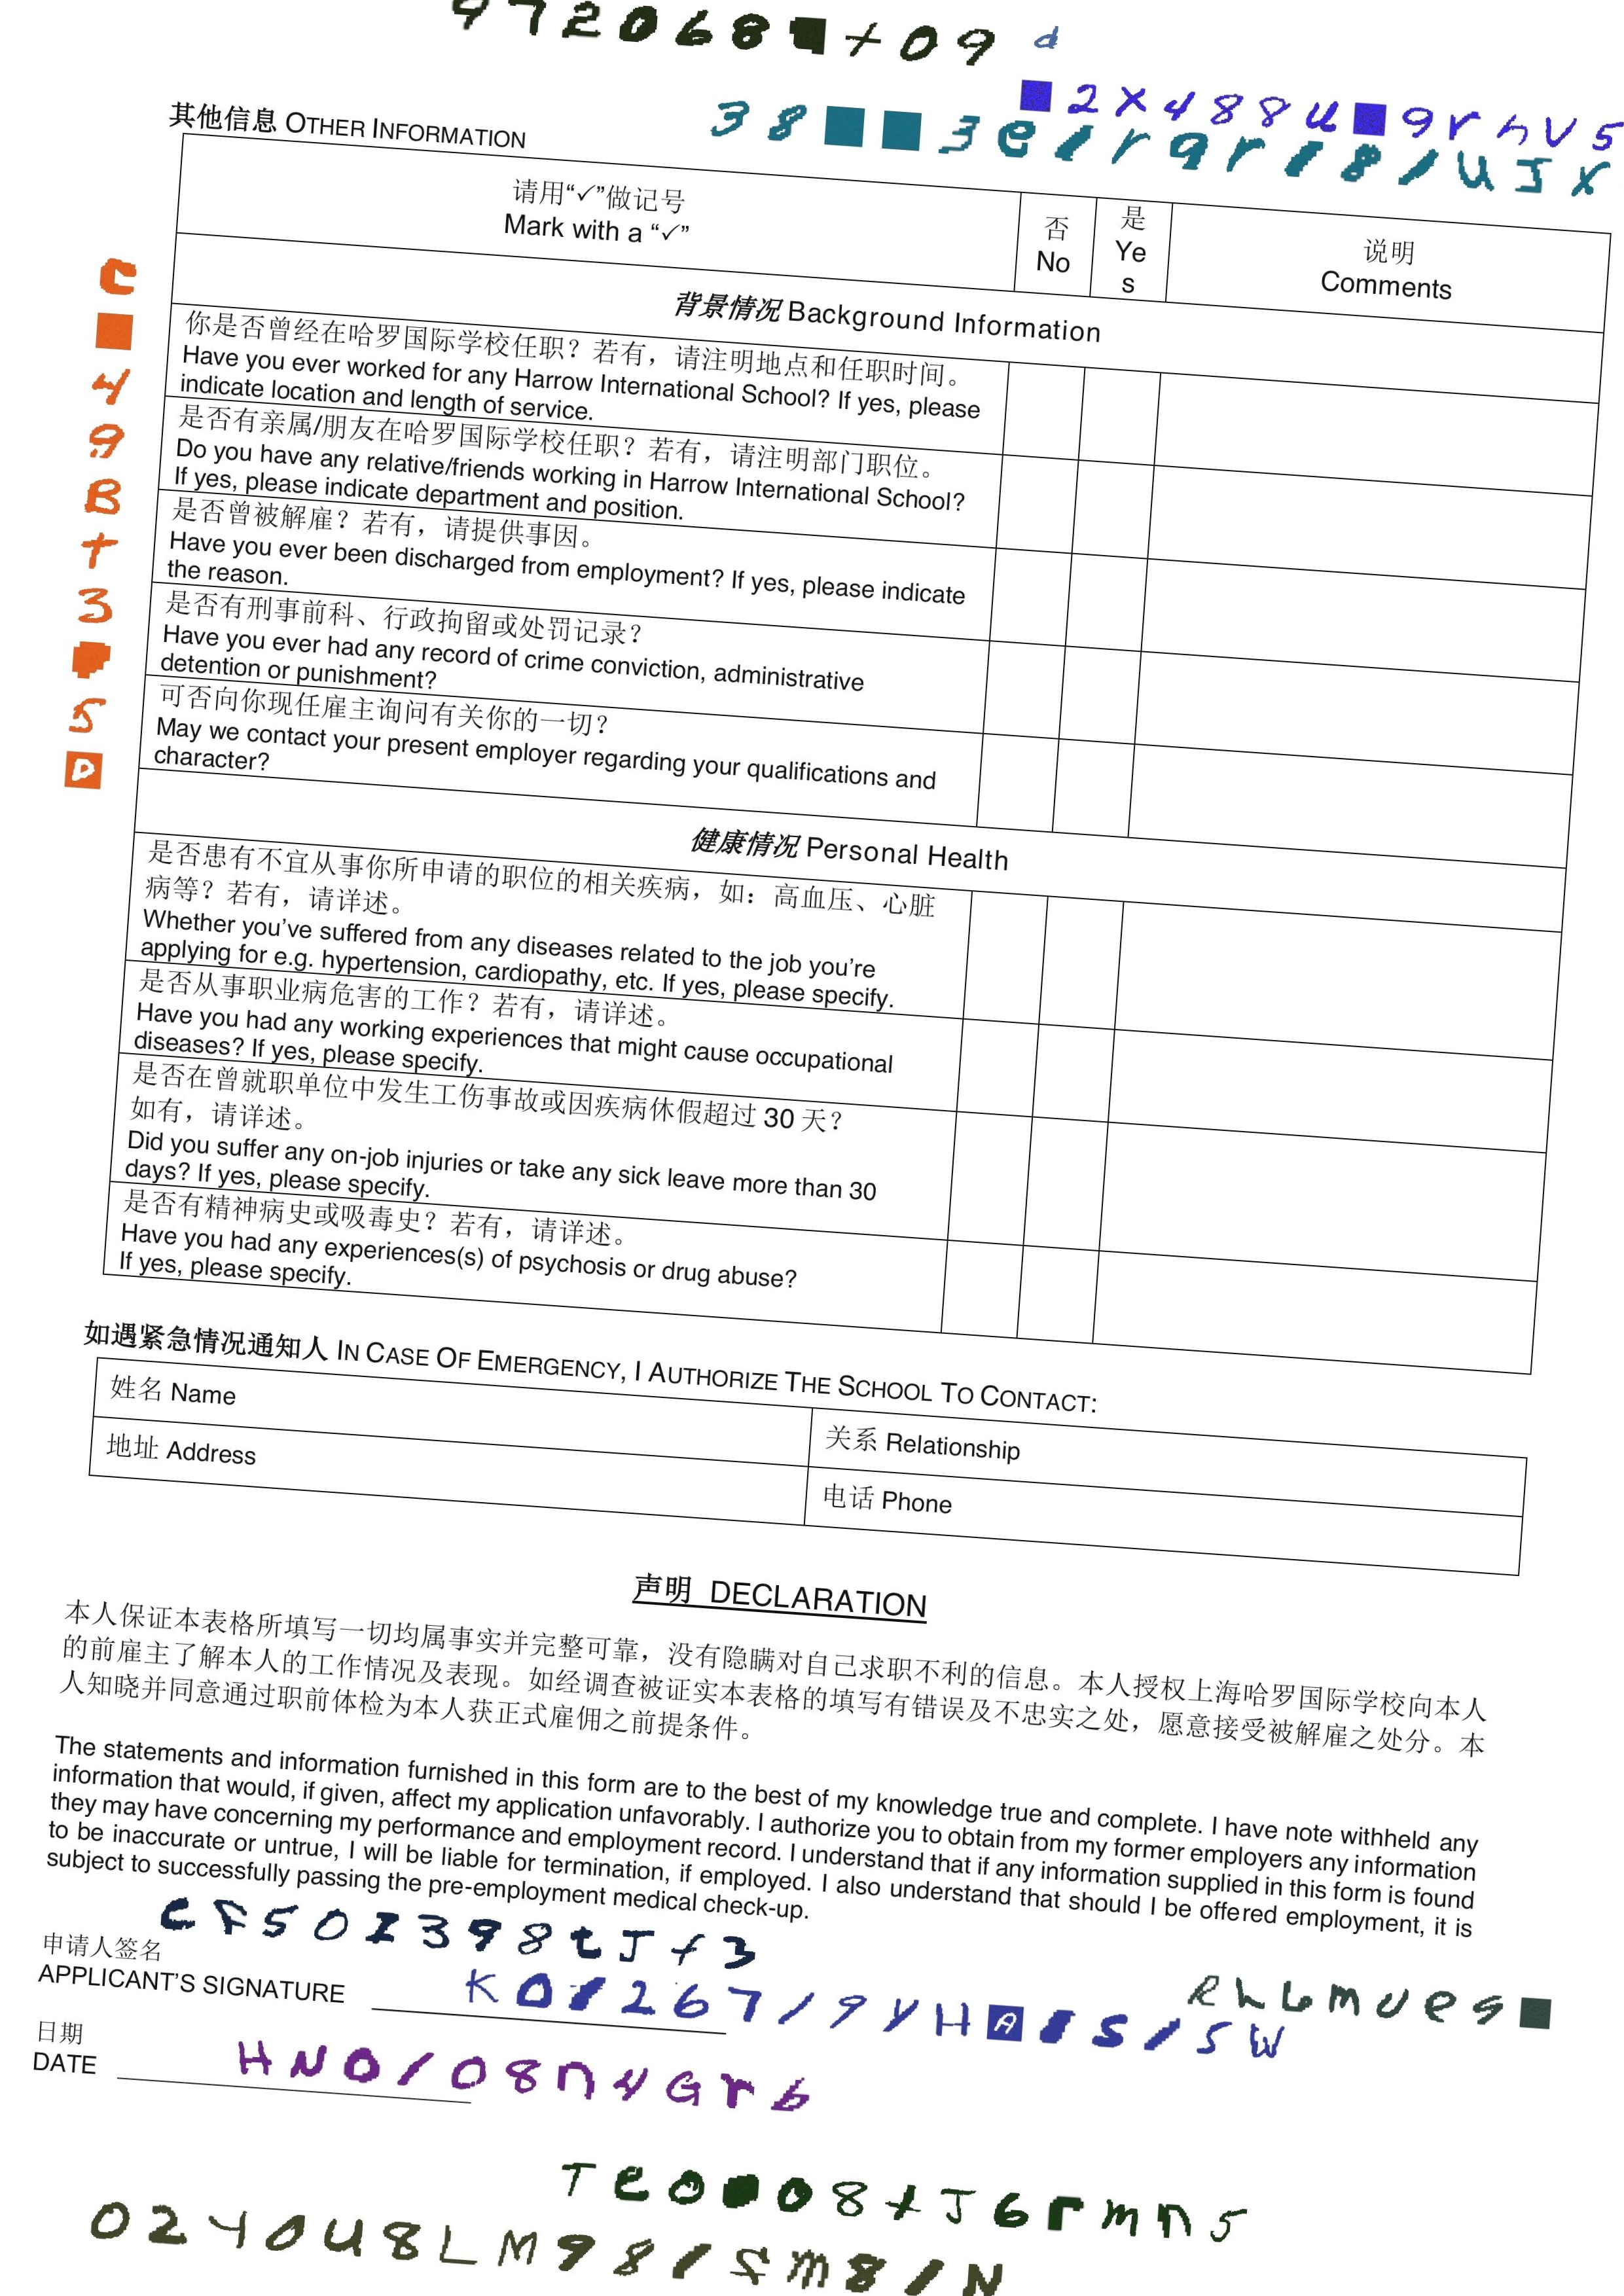 其他信息 OTHER INFORMATION
请用“✓”做记号
Mark with a “✓”
否
No
是
Ye
s
说明
Comments
背景情况 Background Information
你是否曾经在哈罗国际学校任职？若有，请注明地点和任职时间。
Have you ever worked for any Harrow International School? If yes, please
indicate location and length of service.
是否有亲属/朋友在哈罗国际学校任职？若有，请注明部门职位。
Do you have any relative/friends working in Harrow International School?
If yes, please indicate department and position.
是否曾被解雇？若有，请提供事因。
Have you ever been discharged from employment? If yes, please indicate
the reason.
是否有刑事前科、行政拘留或处罚记录？
Have you ever had any record of crime conviction, administrative
detention or punishment?
可否向你现任雇主询问有关你的一切？
May we contact your present employer regarding your qualifications and
character?
健康情况 Personal Health
是否患有不宜从事你所申请的职位的相关疾病，如：高血压、心脏
病等？若有，请详述。
Whether you’ve suffered from any diseases related to the job you’re
applying for e.g. hypertension, cardiopathy, etc. If yes, please specify.
是否从事职业病危害的工作？若有，请详述。
Have you had any working experiences that might cause occupational
diseases? If yes, please specify.
是否在曾就职单位中发生工伤事故或因疾病休假超过 30 天？
如有，请详述。
Did you suffer any on-job injuries or take any sick leave more than 30
days? If yes, please specify.
是否有精神病史或吸毒史？若有，请详述。
Have you had any experiences(s) of psychosis or drug abuse?
If yes, please specify.
如遇紧急情况通知人 IN CASE OF EMERGENCY, I AUTHORIZE THE SCHOOL TO CONTACT:
姓名 Name
关系 Relationship
地址 Address
电话 Phone
声明 DECLARATION
本人保证本表格所填写一切均属事实并完整可靠，没有隐瞒对自己求职不利的信息。本人授权上海哈罗国际学校向本人
的前雇主了解本人的工作情况及表现。如经调查被证实本表格的填写有错误及不忠实之处，愿意接受被解雇之处分。本
人知晓并同意通过职前体检为本人获正式雇佣之前提条件。
The statements and information furnished in this form are to the best of my knowledge true and complete. I have note withheld any
information that would, if given, affect my application unfavorably. I authorize you to obtain from my former employers any information
they may have concerning my performance and employment record. I understand that if any information supplied in this form is found
to be inaccurate or untrue, I will be liable for termination, if employed. I also understand that should I be offered employment, it is
subject to successfully passing the pre-employment medical check-up.
申请人签名
APPLICANT’S SIGNATURE
日期
DATE
HNO108n4Grb